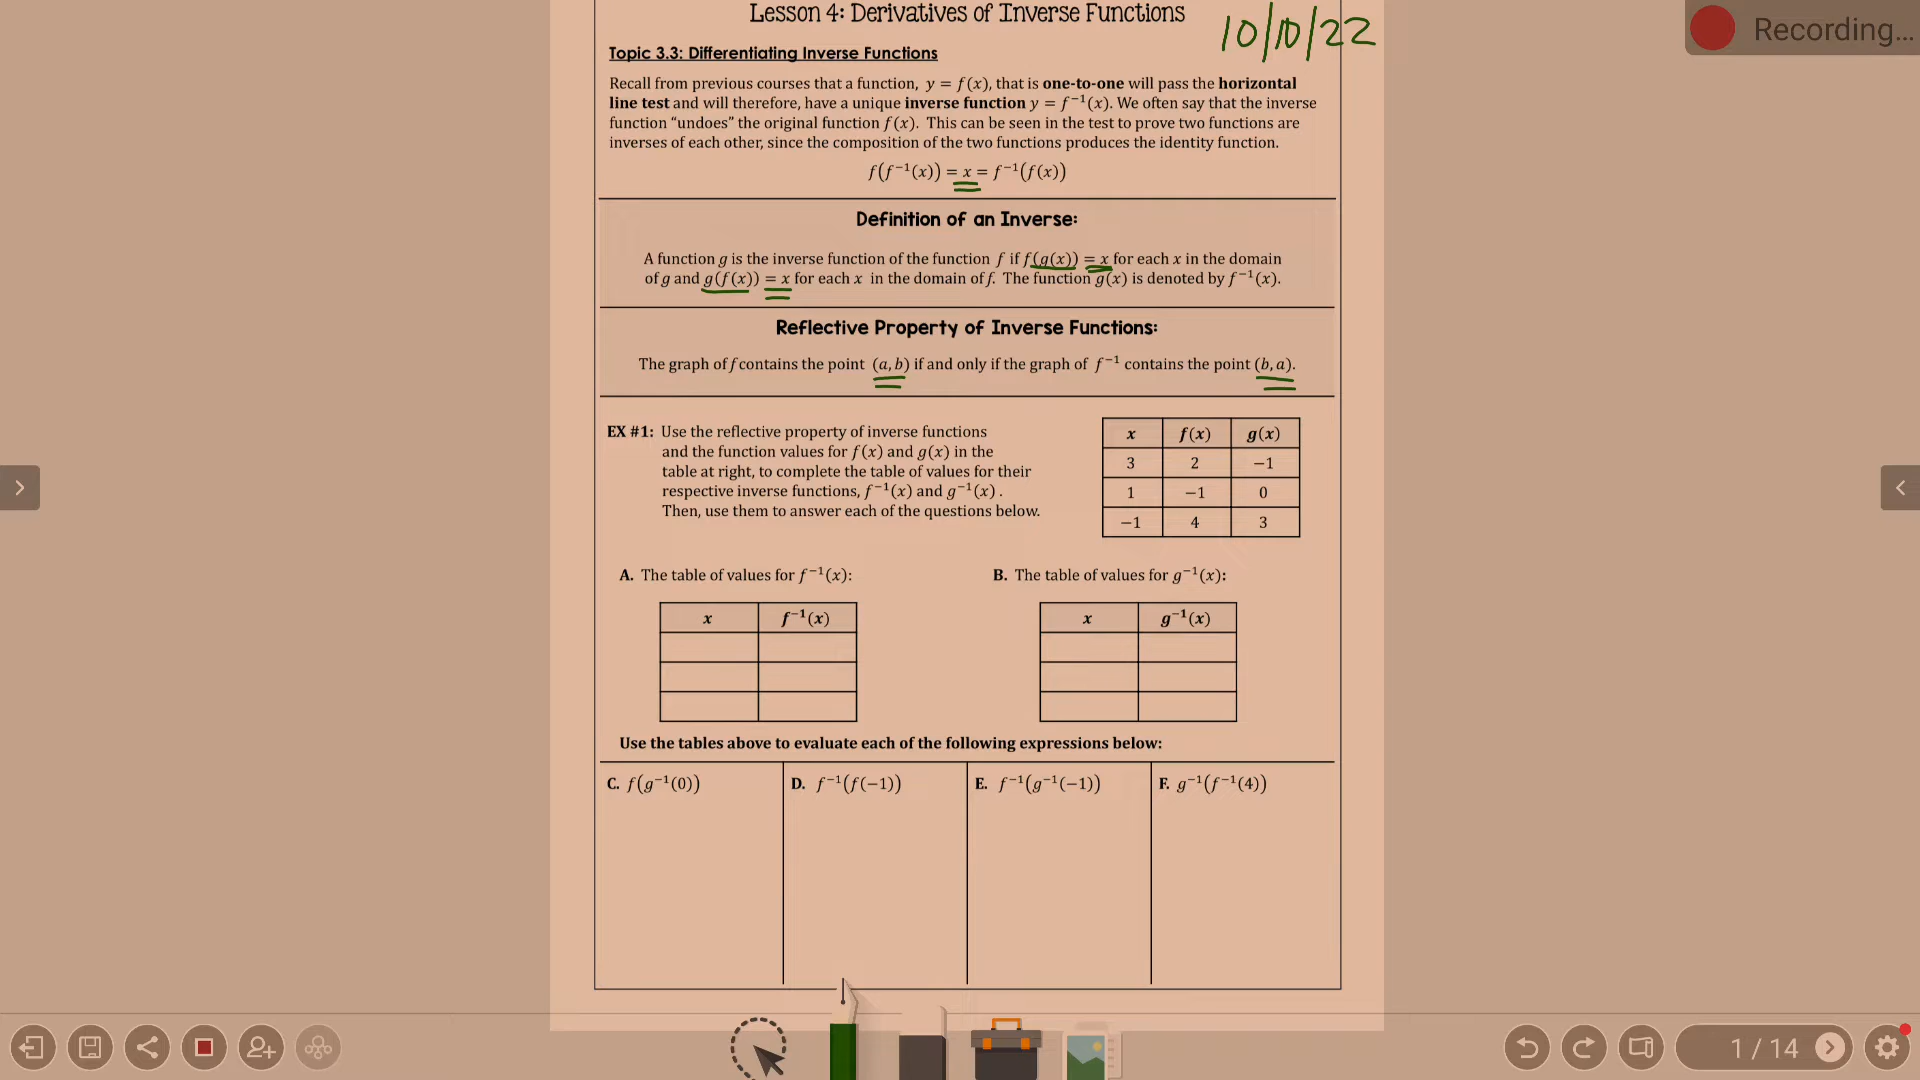 Lesson 4: Derivatives of Inverse Functions
10/10/22
Recording...
Topic 3.3: Differentiating Inverse Functions
Recall from previous courses that a function, y = f(x), that is one-to-one will pass the horizontal
line test and will therefore, have a unique inverse function y = f⁻¹(x). We often say that the inverse
function “undoes” the original function f(x). This can be seen in the test to prove two functions are
inverses of each other, since the composition of the two functions produces the identity function.
f(f⁻¹(x)) = x = f⁻¹(f(x))
Definition of an Inverse:
A function g is the inverse function of the function f if f(g(x)) = x for each x in the domain
of g and g(f(x)) = x for each x in the domain of f. The function g(x) is denoted by f⁻¹(x).
Reflective Property of Inverse Functions:
The graph of f contains the point (a, b) if and only if the graph of f⁻¹ contains the point (b, a).
EX #1: Use the reflective property of inverse functions
and the function values for f(x) and g(x) in the
table at right, to complete the table of values for their
respective inverse functions, f⁻¹(x) and g⁻¹(x).
Then, use them to answer each of the questions below.
x f(x) g(x)
3 2 −1
1 −1 0
−1 4 3
A. The table of values for f⁻¹(x):
B. The table of values for g⁻¹(x):
x f⁻¹(x)
x g⁻¹(x)
Use the tables above to evaluate each of the following expressions below:
C. f(g⁻¹(0))
D. f⁻¹(f(−1))
E. f⁻¹(g⁻¹(−1))
F. g⁻¹(f⁻¹(4))
1 / 14